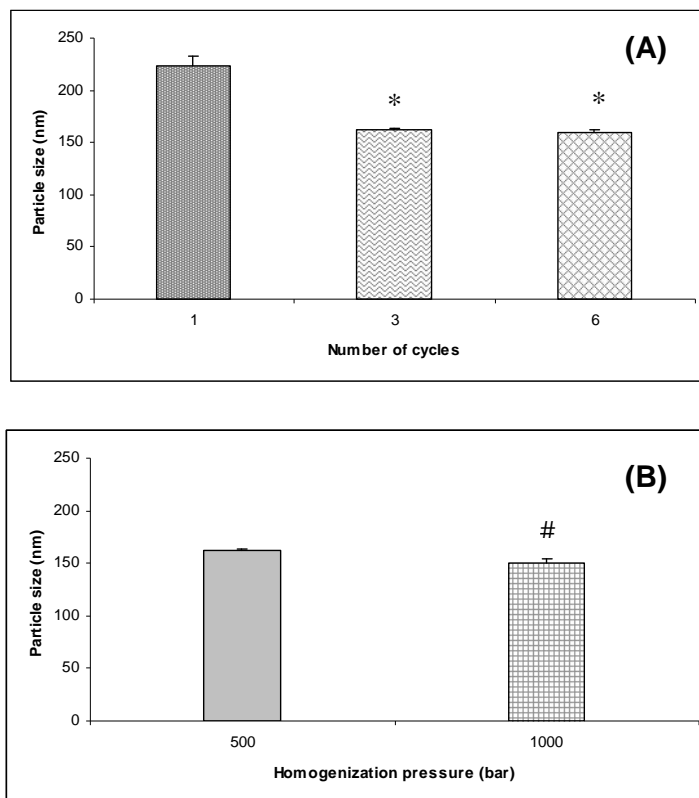 (A)
250
200
150
100
50
0
Particle size (nm)
*
*
1 3 6
Number of cycles
(B)
250
200
150
100
50
0
Particle size (nm)
#
500 1000
Homogenization pressure (bar)